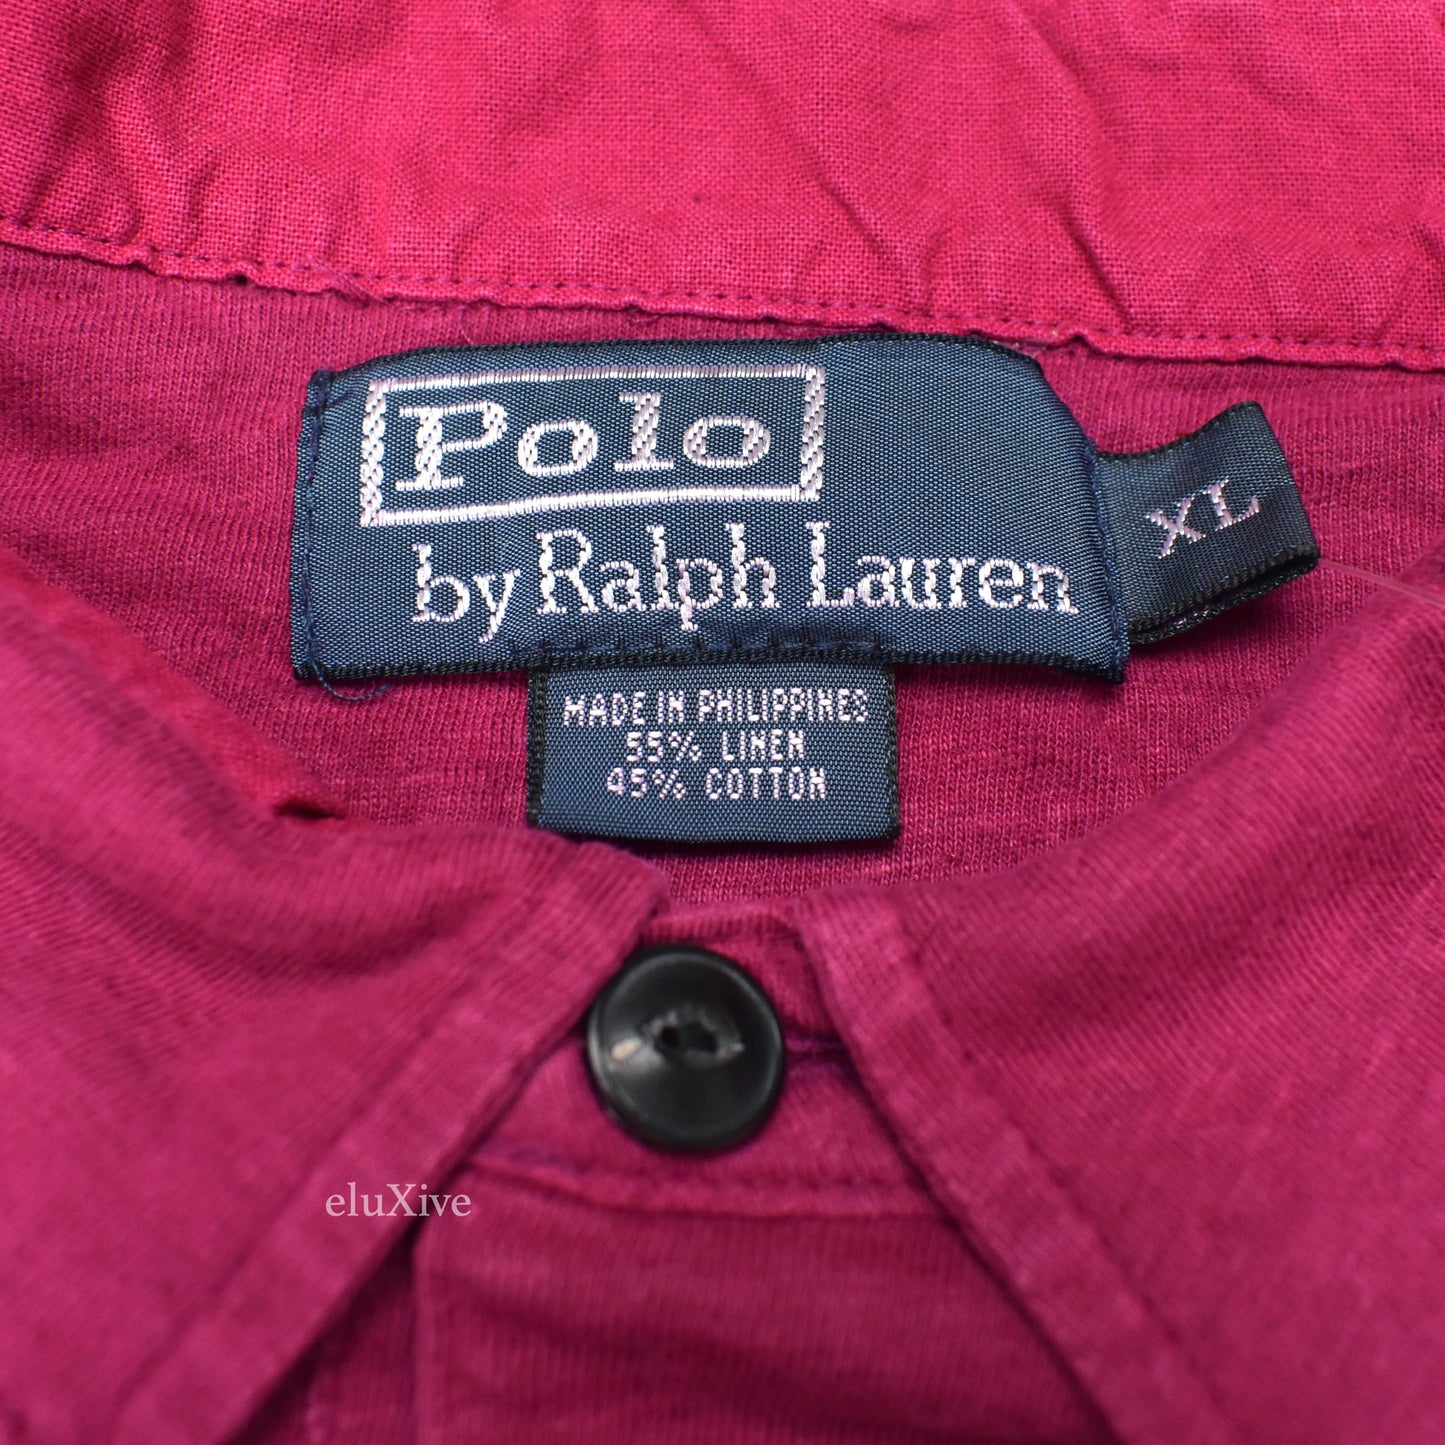 Polo
by Ralph Lauren
XL
MADE IN PHILIPPINES
55% LINEN
45% COTTON
eluXive